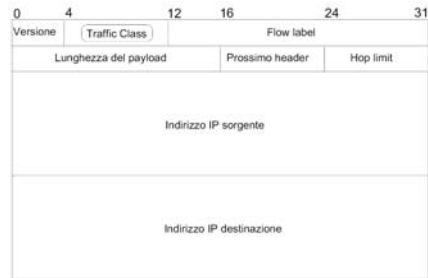 0 4 12 16 24 31
Versione Traffic Class Flow label
Lunghezza del payload Prossimo header Hop limit
Indirizzo IP sorgente
Indirizzo IP destinazione